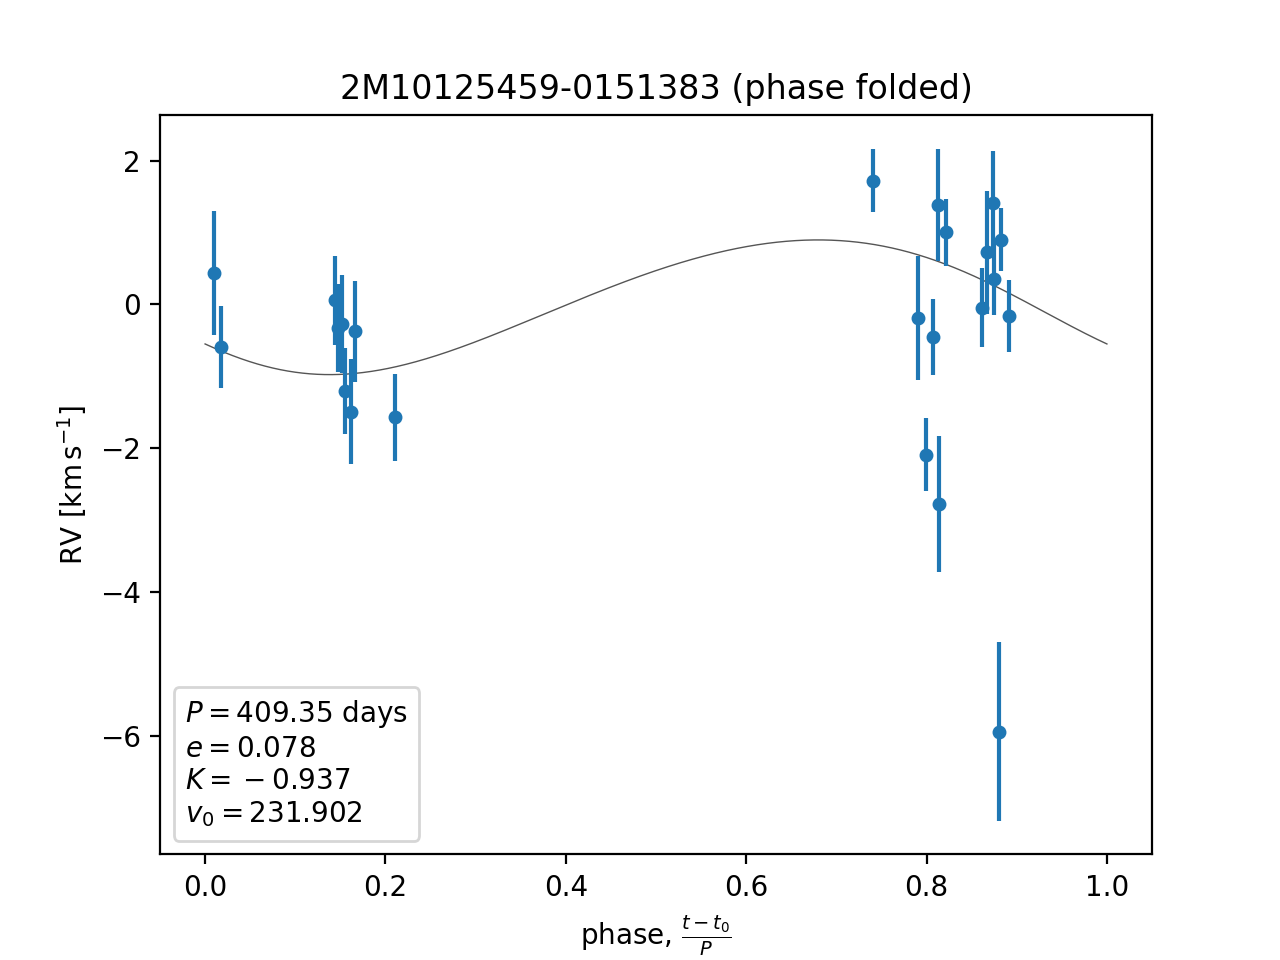 2M10125459-0151383 (phase folded)
2
0
−2
−4
−6
RV [km s⁻¹]
P = 409.35 days
e = 0.078
K = −0.937
v₀ = 231.902
0.0 0.2 0.4 0.6 0.8 1.0
phase, (t − t₀)/P